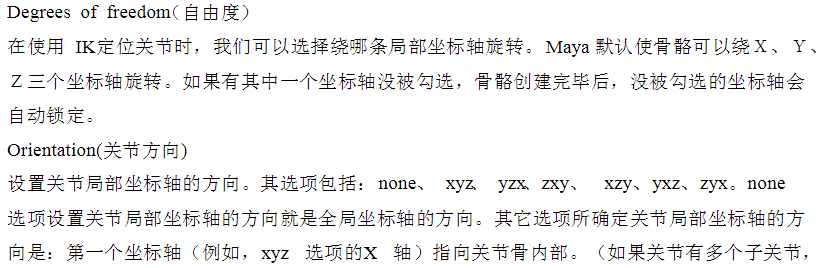 Degrees of freedom(自由度)
在使用 IK定位关节时，我们可以选择绕哪条局部坐标轴旋转。Maya 默认使骨骼可以绕Ｘ、Ｙ、
Ｚ三个坐标轴旋转。如果有其中一个坐标轴没被勾选，骨骼创建完毕后，没被勾选的坐标轴会
自动锁定。
Orientation(关节方向)
设置关节局部坐标轴的方向。其选项包括：none、 xyz、 yzx、zxy、 xzy、yxz、zyx。none
选项设置关节局部坐标轴的方向就是全局坐标轴的方向。其它选项所确定关节局部坐标轴的方
向是：第一个坐标轴（例如，xyz 选项的X 轴）指向关节骨内部。（如果关节有多个子关节，